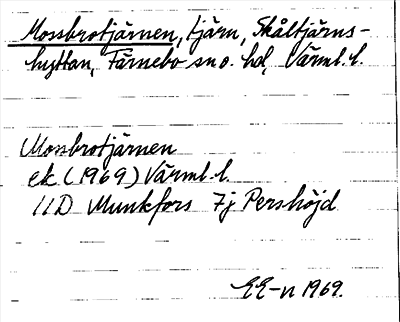 Mossbrotjärnen, tjärn, Skåltjärns-
hyttan, Färnebo sn o. hd, Värml. l.
Mossbrotjärnen
ek. (1969) Värml. l.
11D Munkfors 7j Pershöjd
EE-n 1969.